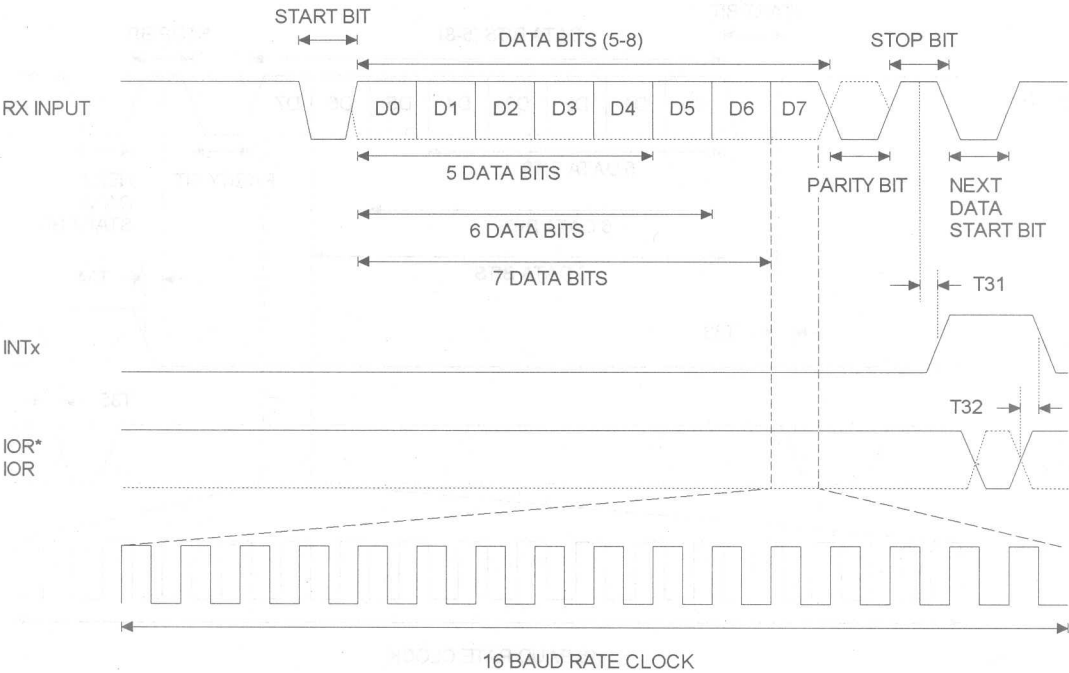 START BIT
DATA BITS (5-8)
STOP BIT
RX INPUT
D0 D1 D2 D3 D4 D5 D6 D7
5 DATA BITS
PARITY BIT
NEXT
DATA
START BIT
6 DATA BITS
7 DATA BITS
T31
INTx
T32
IOR*
IOR
16 BAUD RATE CLOCK